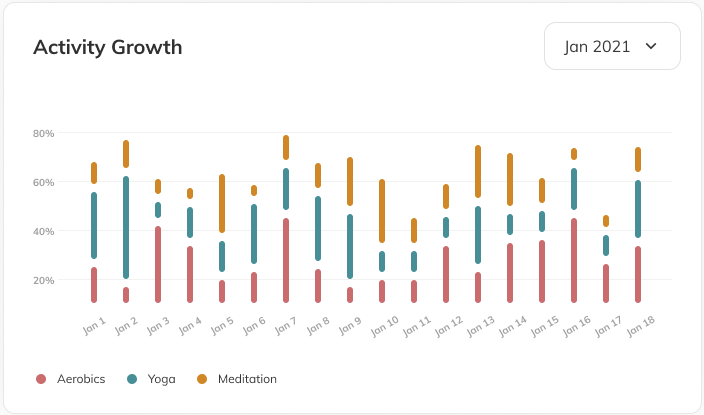 Activity Growth
Jan 2021
80%
60%
40%
20%
Jan 1 Jan 2 Jan 3 Jan 4 Jan 5 Jan 6 Jan 7 Jan 8 Jan 9 Jan 10 Jan 11 Jan 12 Jan 13 Jan 14 Jan 15 Jan 16 Jan 17 Jan 18
Aerobics Yoga Meditation